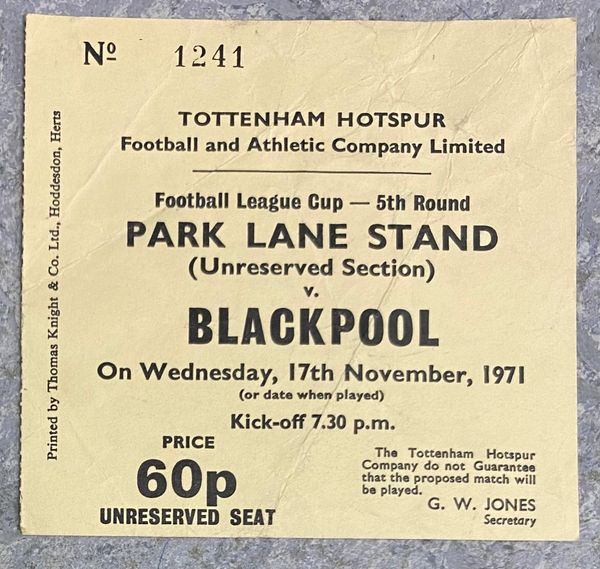 Nº 1241
TOTTENHAM HOTSPUR
Football and Athletic Company Limited
Football League Cup — 5th Round
PARK LANE STAND
(Unreserved Section)
v.
BLACKPOOL
On Wednesday, 17th November, 1971
(or date when played)
Kick-off 7.30 p.m.
PRICE
60p
UNRESERVED SEAT
The Tottenham Hotspur
Company do not Guarantee
that the proposed match will
be played.
G. W. JONES
Secretary
Printed by Thomas Knight & Co. Ltd., Hoddesdon, Herts